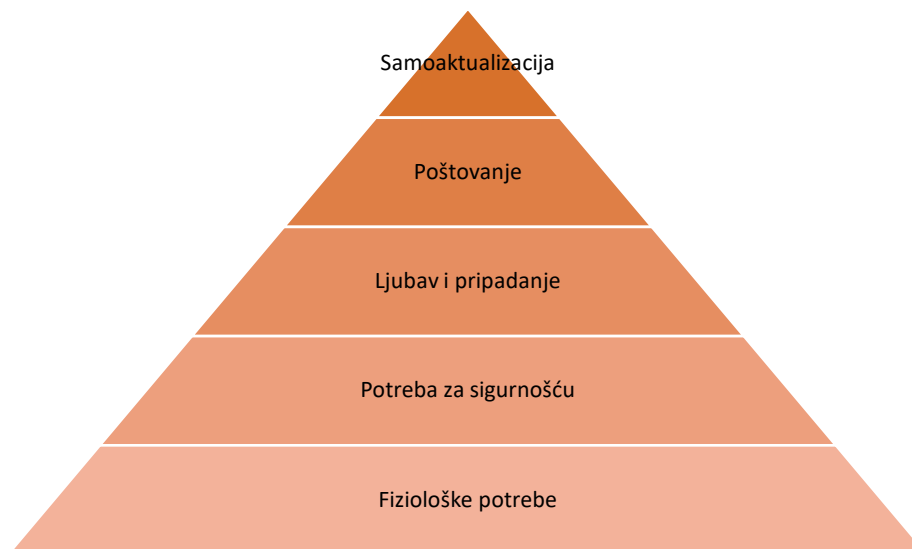 Samoaktualizacija
Poštovanje
Ljubav i pripadanje
Potreba za sigurnošću
Fiziološke potrebe